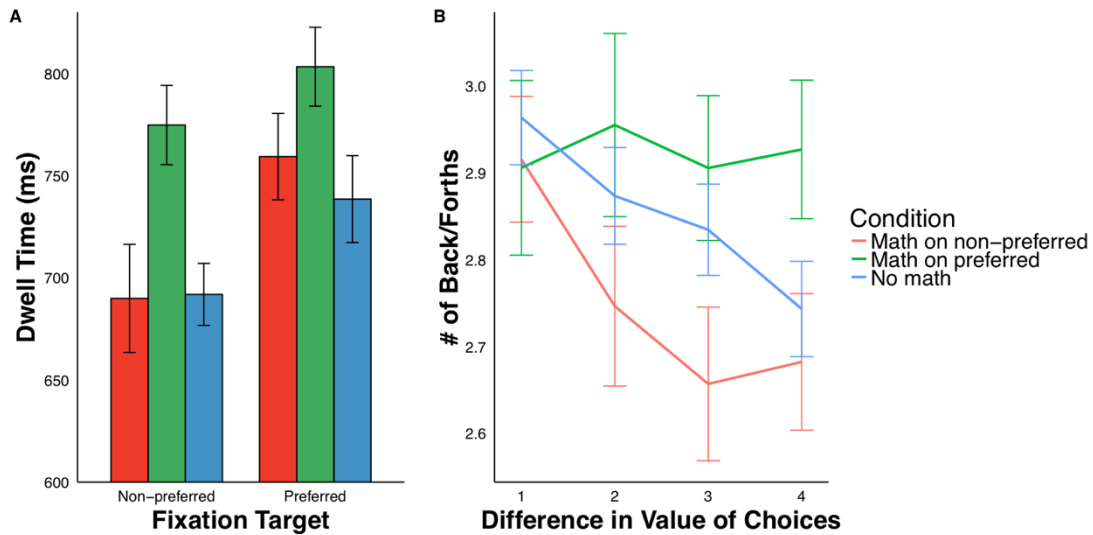 A
Dwell Time (ms)
800
750
700
650
600
Non−preferred
Preferred
Fixation Target
B
# of Back/Forths
3.0
2.9
2.8
2.7
2.6
1
2
3
4
Difference in Value of Choices
Condition
Math on non−preferred
Math on preferred
No math